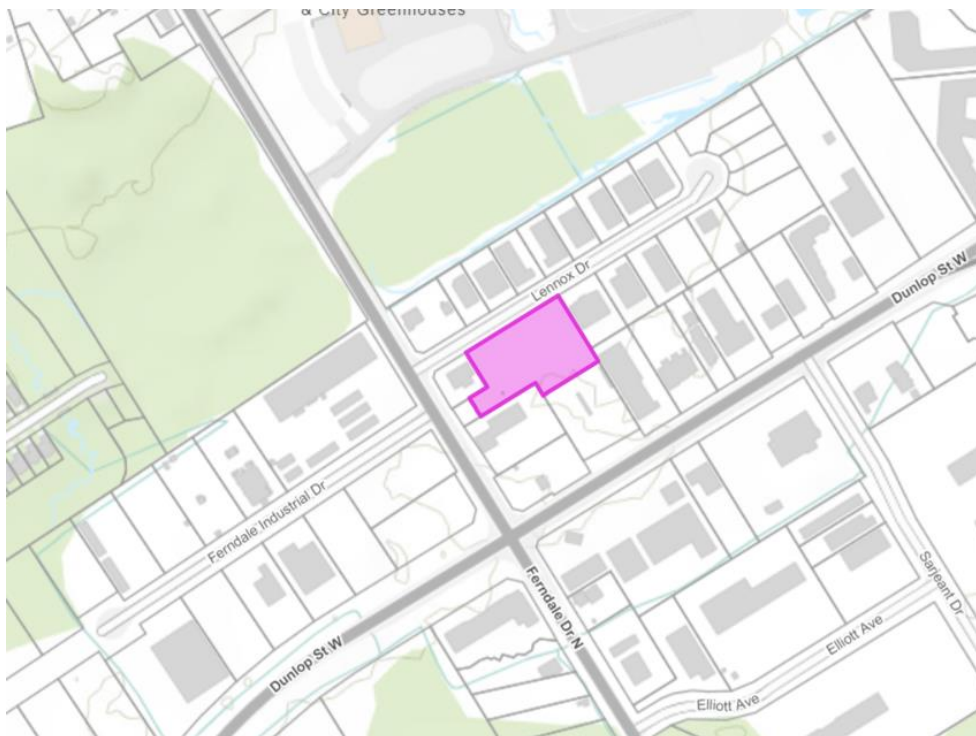 & City Greenhouses
Lennox Dr
Dunlop St W
Ferndale Industrial Dr
Ferndale Dr N
Sarjeant Dr
Dunlop St W
Elliott Ave
Elliott Ave